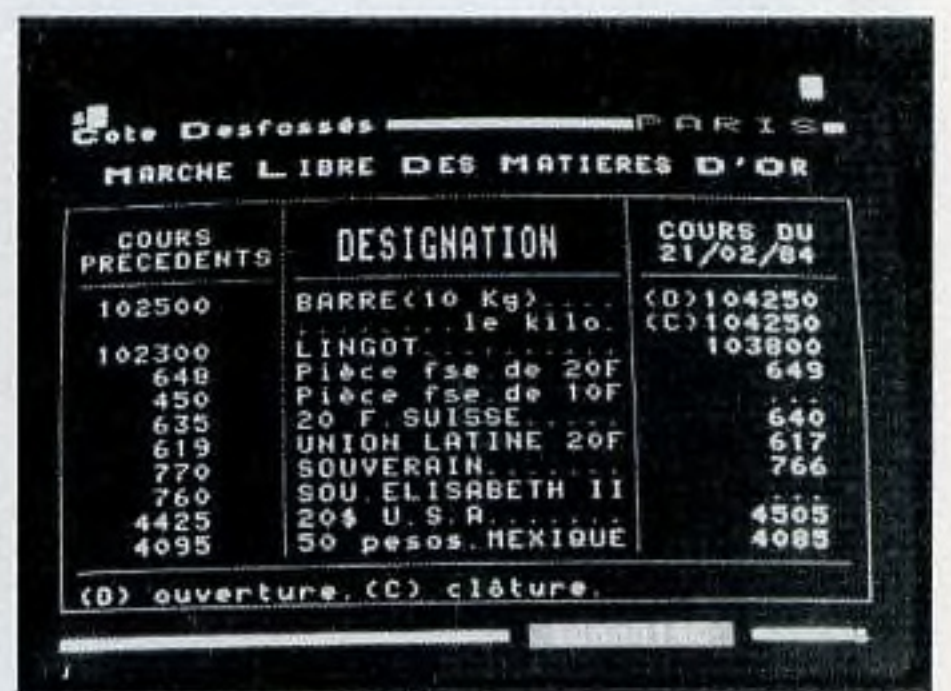 Cote Desfossés PARIS
MARCHE LIBRE DES MATIERES D'OR
COURS PRECEDENTS DESIGNATION COURS DU 21/02/84
102500 BARRE(10 Kg).... (O)104250
........le kilo. (C)104250
102300 LINGOT.......... 103800
648 Pièce fse.de 20F 649
450 Pièce fse.de 10F ...
635 20 F.SUISSE..... 640
619 UNION LATINE 20F 617
770 SOUVERAIN....... 766
760 SOU.ELISABETH II ...
4425 20$ U.S.A....... 4505
4095 50 pesos.MEXIQUE 4085
(O) ouverture.(C) clôture.